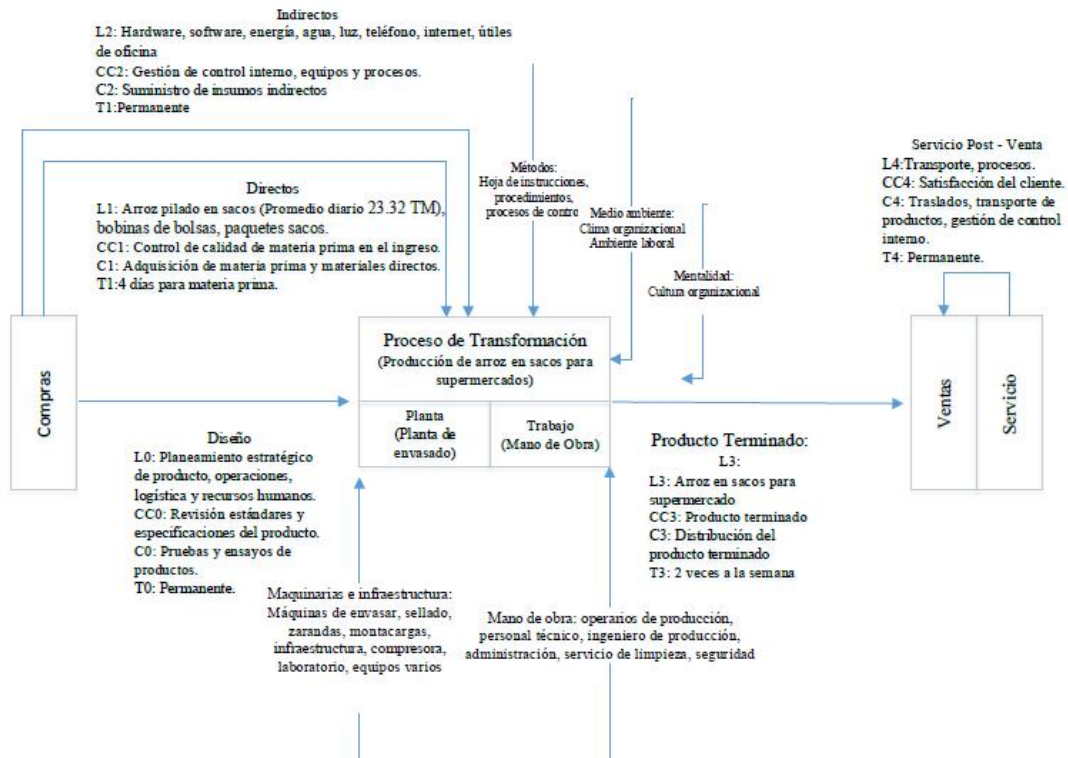 Indirectos
L2: Hardware, software, energía, agua, luz, teléfono, internet, útiles
de oficina
CC2: Gestión de control interno, equipos y procesos.
C2: Suministro de insumos indirectos
T1:Permanente
Directos
L1: Arroz pilado en sacos (Promedio diario 23.32 TM),
bobinas de bolsas, paquetes sacos.
CC1: Control de calidad de materia prima en el ingreso.
C1: Adquisición de materia prima y materiales directos.
T1:4 días para materia prima.
Métodos:
Hoja de instrucciones,
procedimientos,
procesos de contro
Medio ambiente:
Clima organizacional
Ambiente laboral
Mentalidad:
Cultura organizacional
Servicio Post - Venta
L4:Transporte, procesos.
CC4: Satisfacción del cliente.
C4: Traslados, transporte de
productos, gestión de control
interno.
T4: Permanente.
Compras
Proceso de Transformación
(Producción de arroz en sacos para
supermercados)
Planta
(Planta de
envasado)
Trabajo
(Mano de Obra)
Ventas
Servicio
Diseño
L0: Planeamiento estratégico
de producto, operaciones,
logística y recursos humanos.
CC0: Revisión estándares y
especificaciones del producto.
C0: Pruebas y ensayos de
productos.
T0: Permanente.
Producto Terminado:
L3:
L3: Arroz en sacos para
supermercado
CC3: Producto terminado
C3: Distribución del
producto terminado
T3: 2 veces a la semana
Maquinarias e infraestructura:
Máquinas de envasar, sellado,
zarandas, montacargas,
infraestructura, compresora,
laboratorio, equipos varios
Mano de obra: operarios de producción,
personal técnico, ingeniero de producción,
administración, servicio de limpieza, seguridad